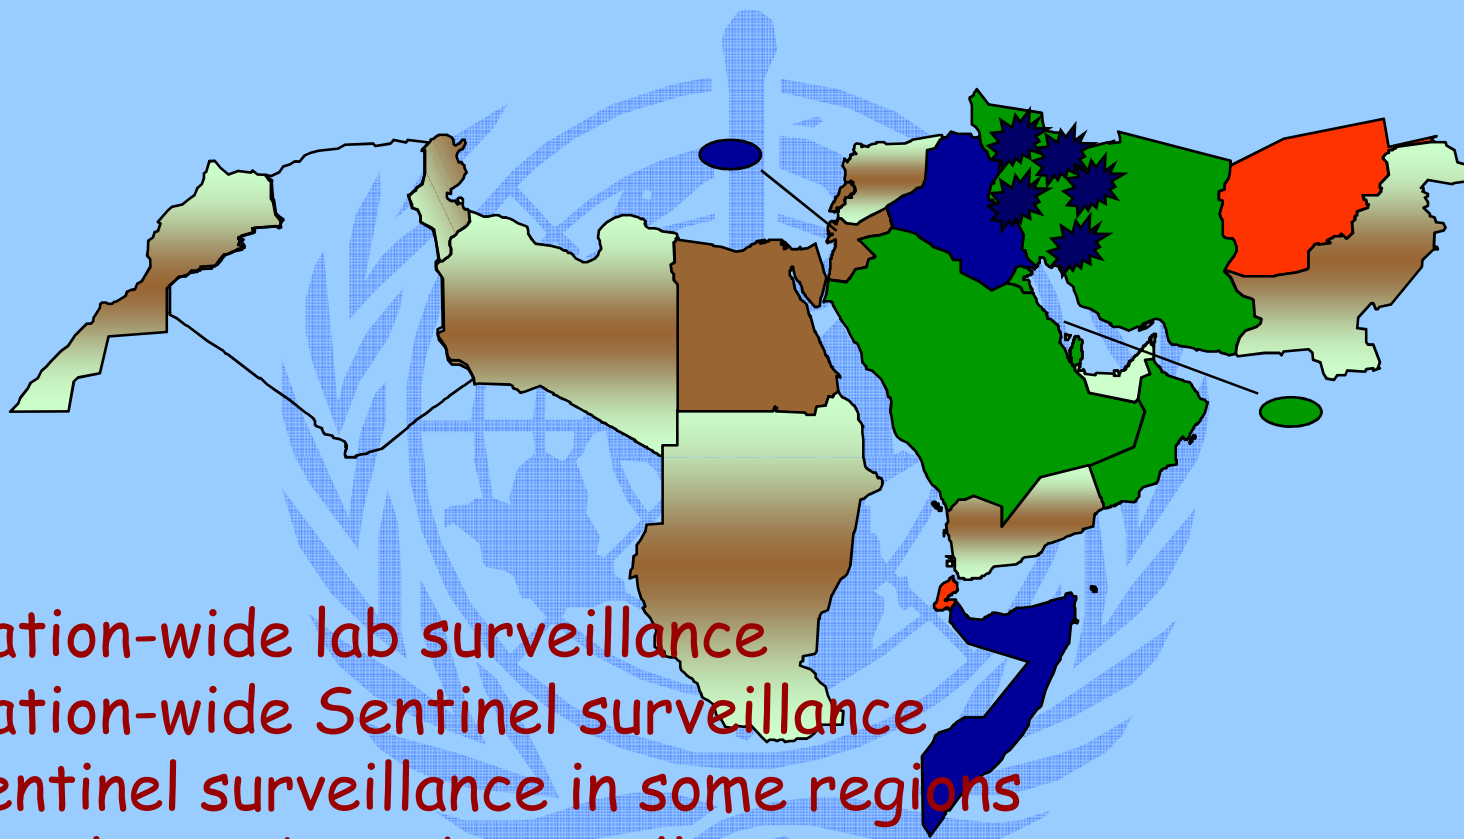 ation-wide lab surveillance
ation-wide Sentinel surveillance
entinel surveillance in some regions